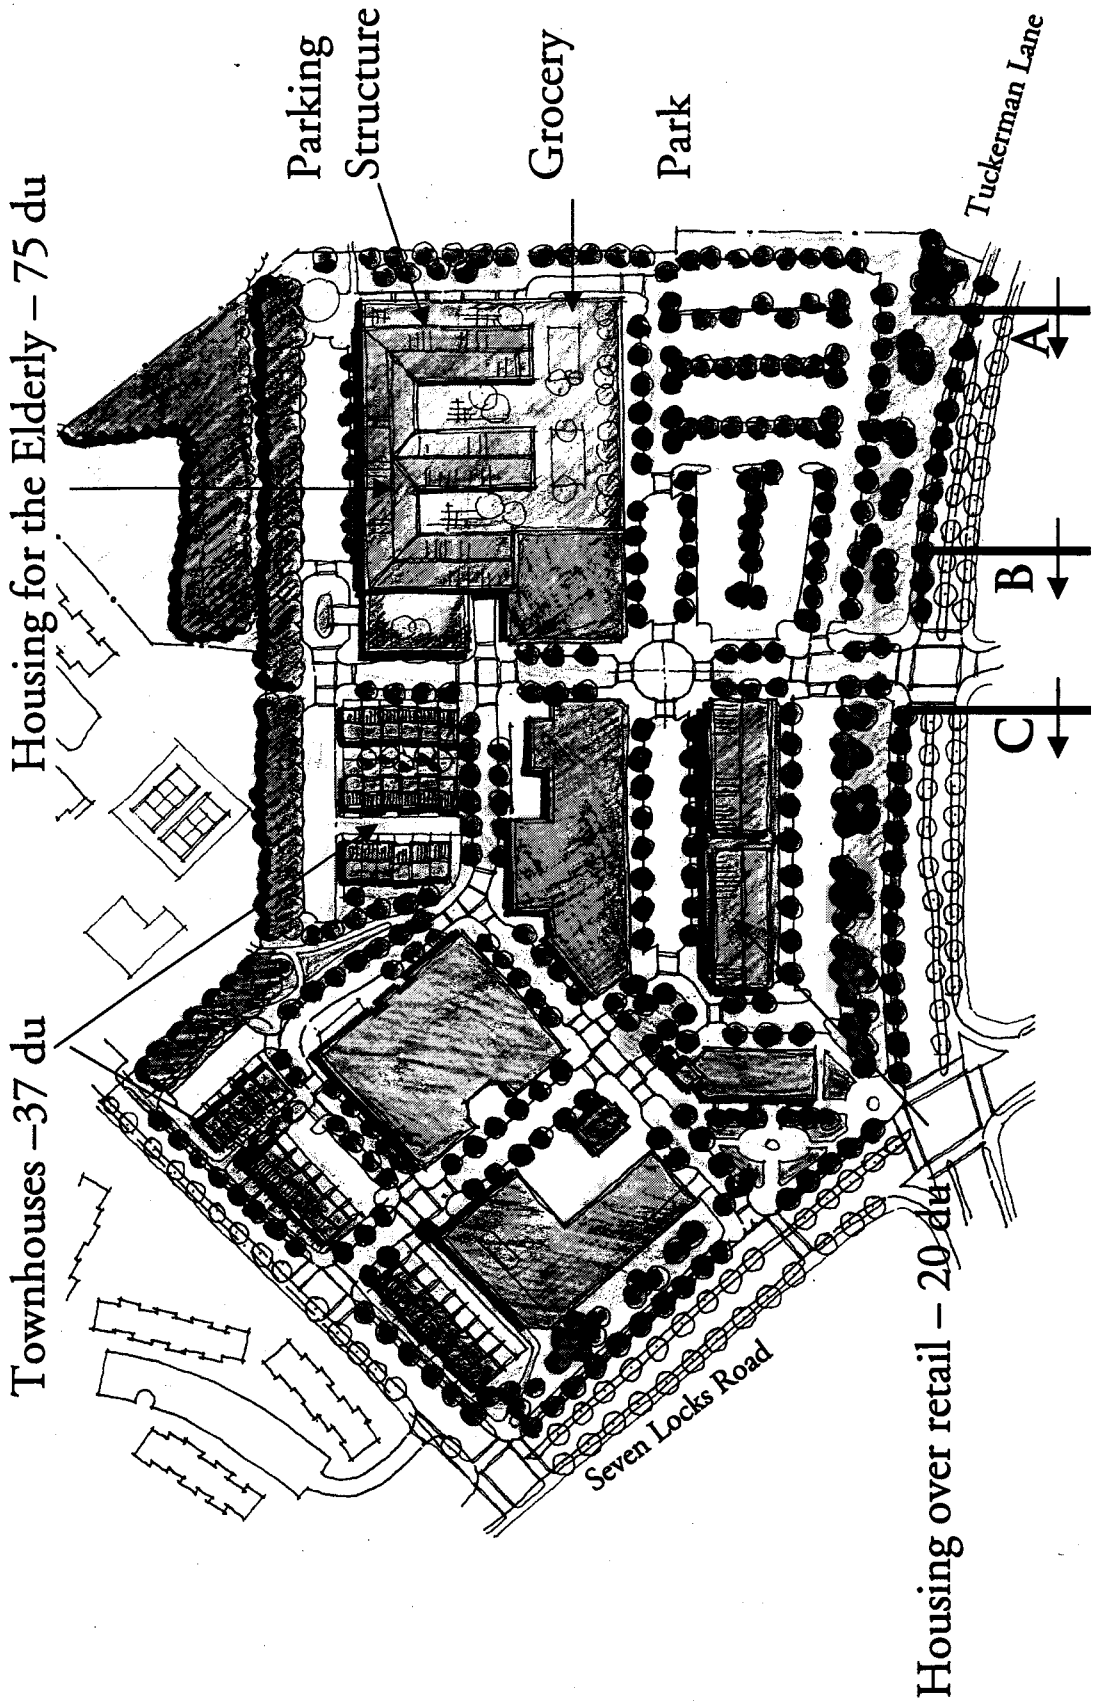 Townhouses –37 du
Housing for the Elderly – 75 du
Parking
Structure
Grocery
Park
Tuckerman Lane
A
B
C
Seven Locks Road
Housing over retail – 20 du